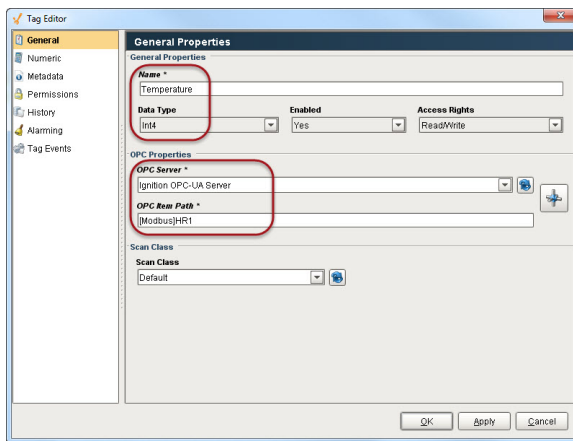 Tag Editor
General
Numeric
Metadata
Permissions
History
Alarming
Tag Events
General Properties
General Properties
Name *
Temperature
Data Type Enabled Access Rights
Int4 Yes Read/Write
OPC Properties
OPC Server *
Ignition OPC-UA Server
OPC Item Path *
[Modbus]HR1
Scan Class
Scan Class
Default
OK Apply Cancel